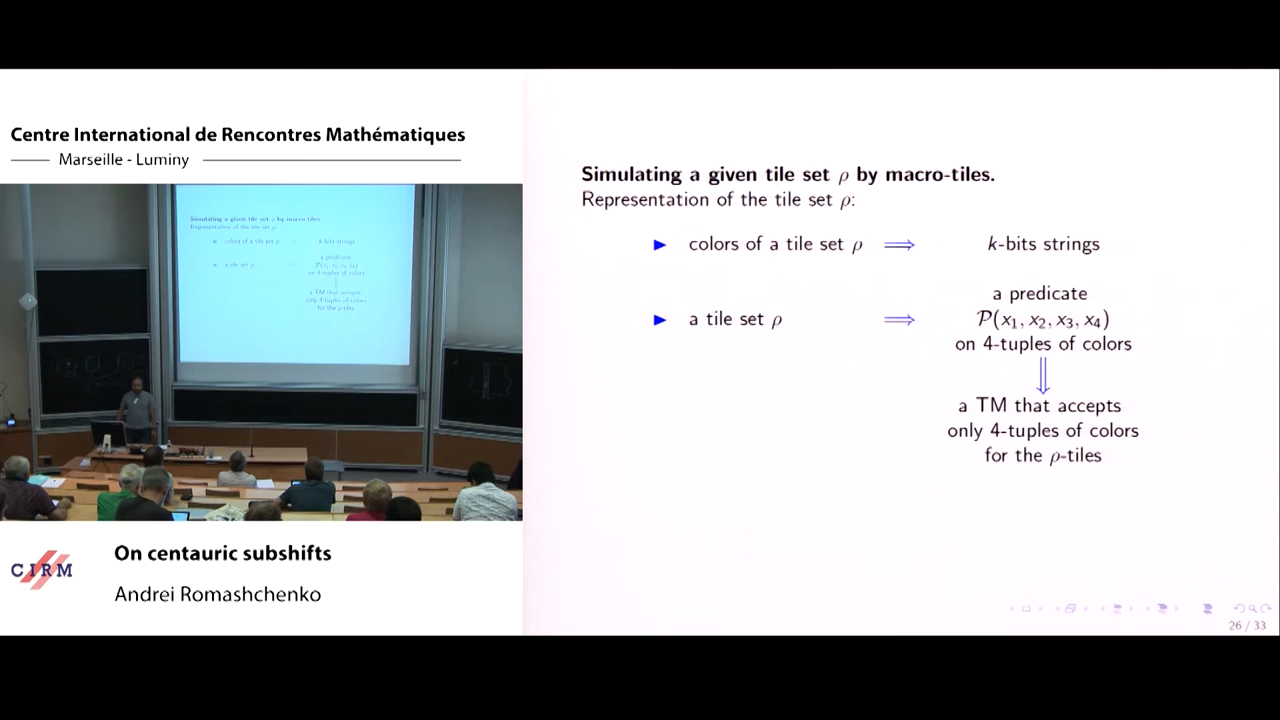 Centre International de Rencontres Mathématiques
Marseille - Luminy
CIRM
On centauric subshifts
Andrei Romashchenko
Simulating a given tile set ρ by macro-tiles.
Representation of the tile set ρ:
► colors of a tile set ρ ⟹ k-bits strings
a predicate
► a tile set ρ ⟹ 𝒫(x₁, x₂, x₃, x₄)
on 4-tuples of colors
⇓
a TM that accepts
only 4-tuples of colors
for the ρ-tiles
26 / 33